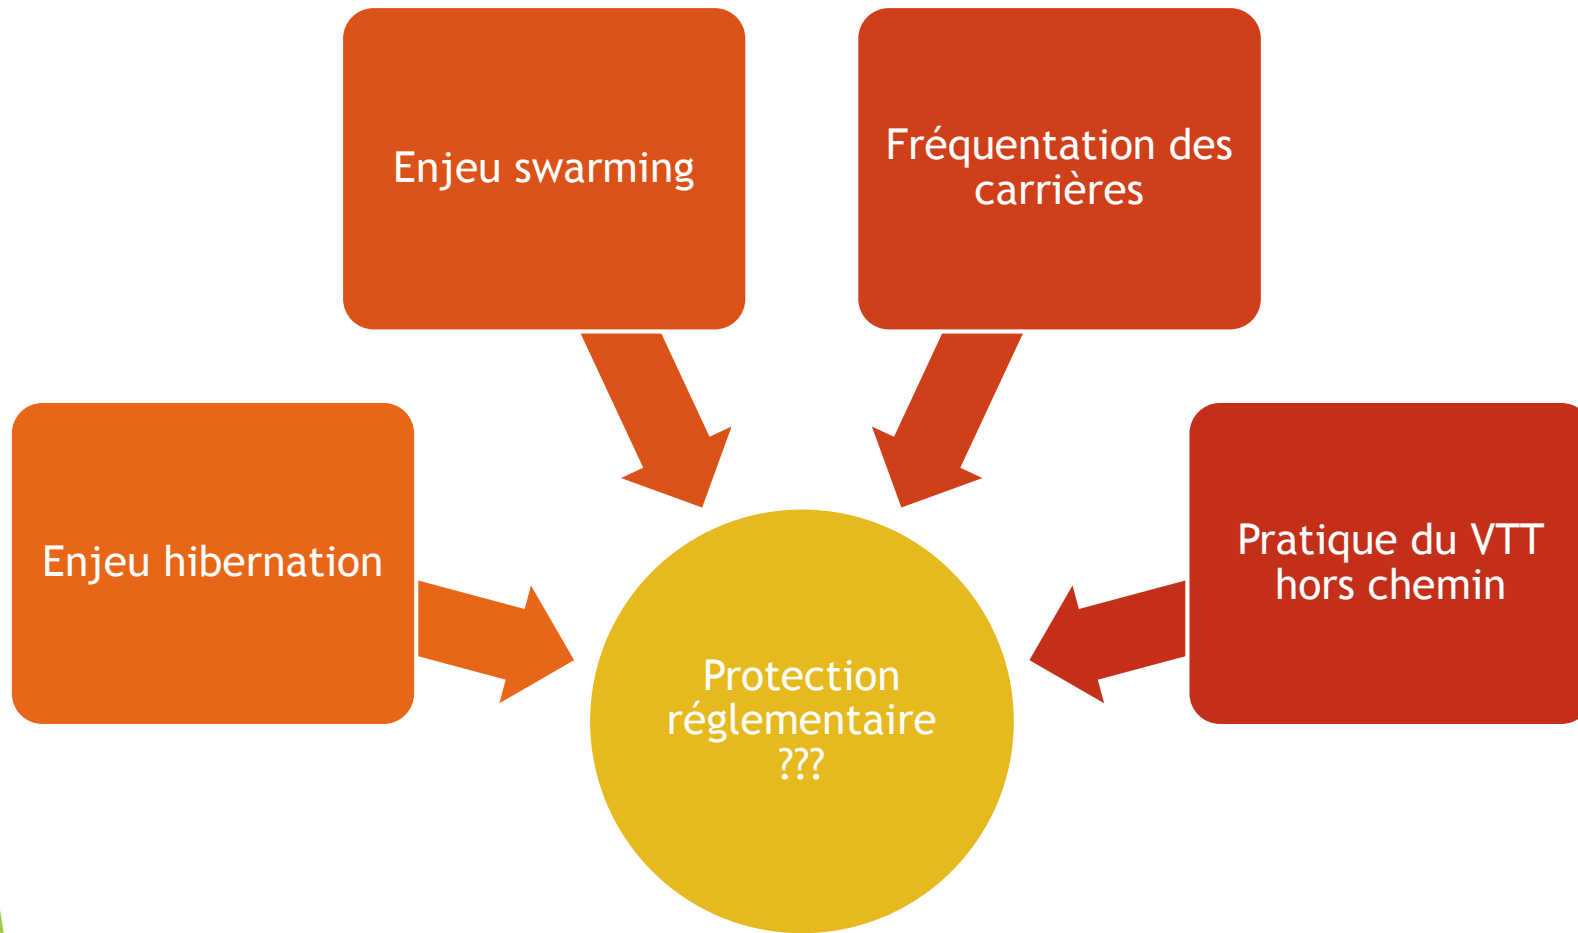 Enjeu swarming
Fréquentation des
carrières
Enjeu hibernation
Pratique du VTT
hors chemin
Protection
réglementaire
???